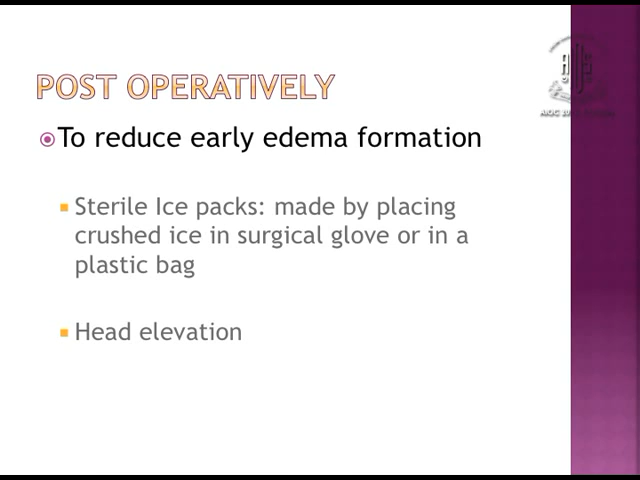 POST OPERATIVELY
To reduce early edema formation
Sterile Ice packs: made by placing
crushed ice in surgical glove or in a
plastic bag
Head elevation